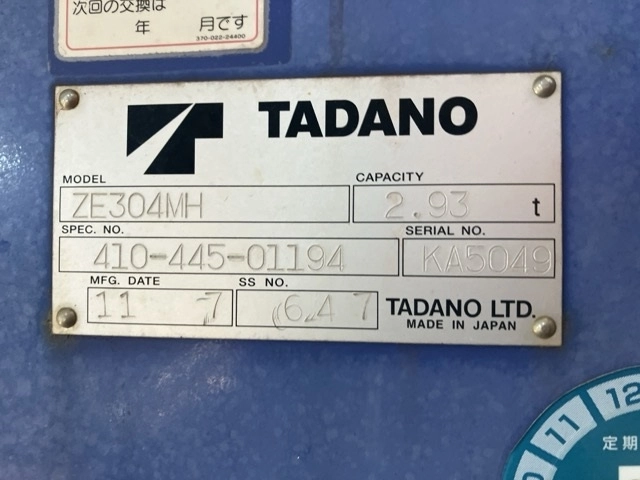 次回の交換は
年 月です
370-022-24400
TADANO
MODEL CAPACITY
ZE304MH 2.93 t
SPEC. NO. SERIAL NO.
410-445-01194 KA5049
MFG. DATE SS NO.
11 7 647 TADANO LTD.
MADE IN JAPAN
11 12
定期